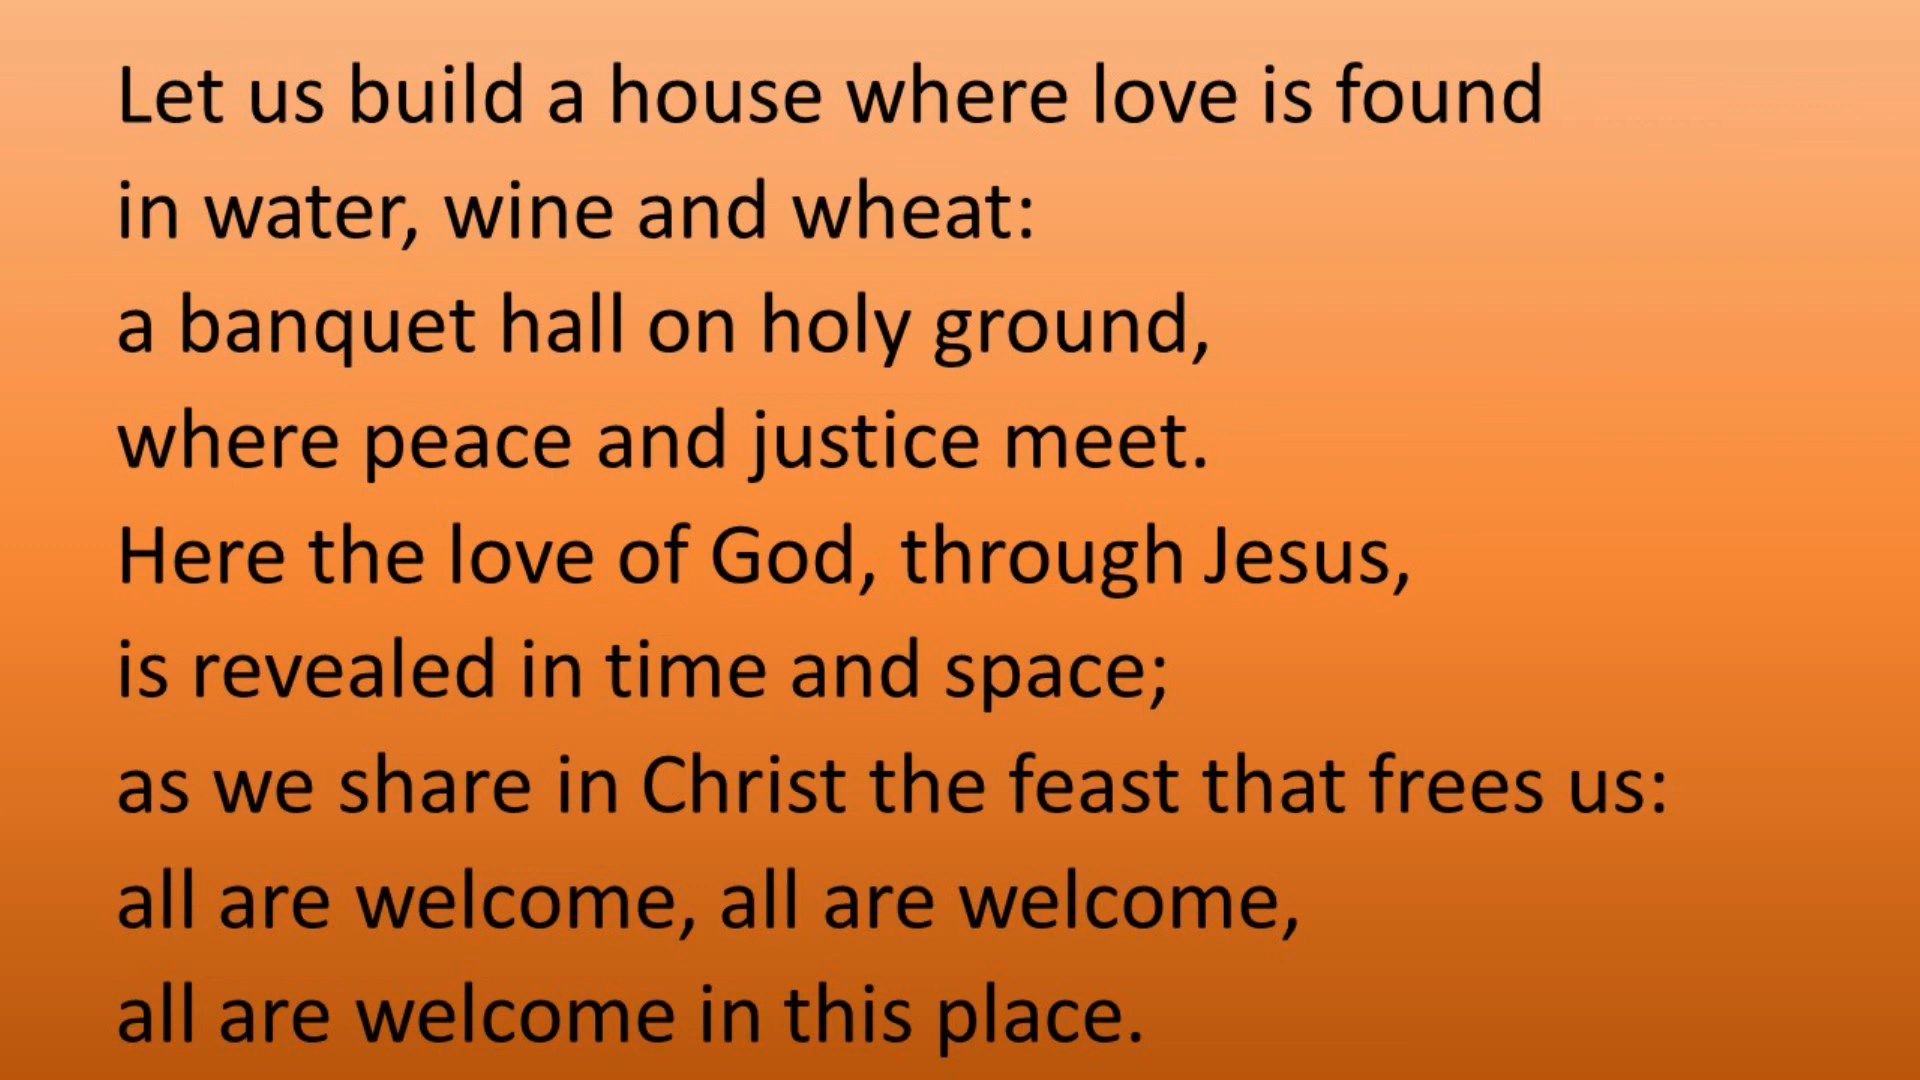 Let us build a house where love is found
in water, wine and wheat:
a banquet hall on holy ground,
where peace and justice meet.
Here the love of God, through Jesus,
is revealed in time and space;
as we share in Christ the feast that frees us:
all are welcome, all are welcome,
all are welcome in this place.